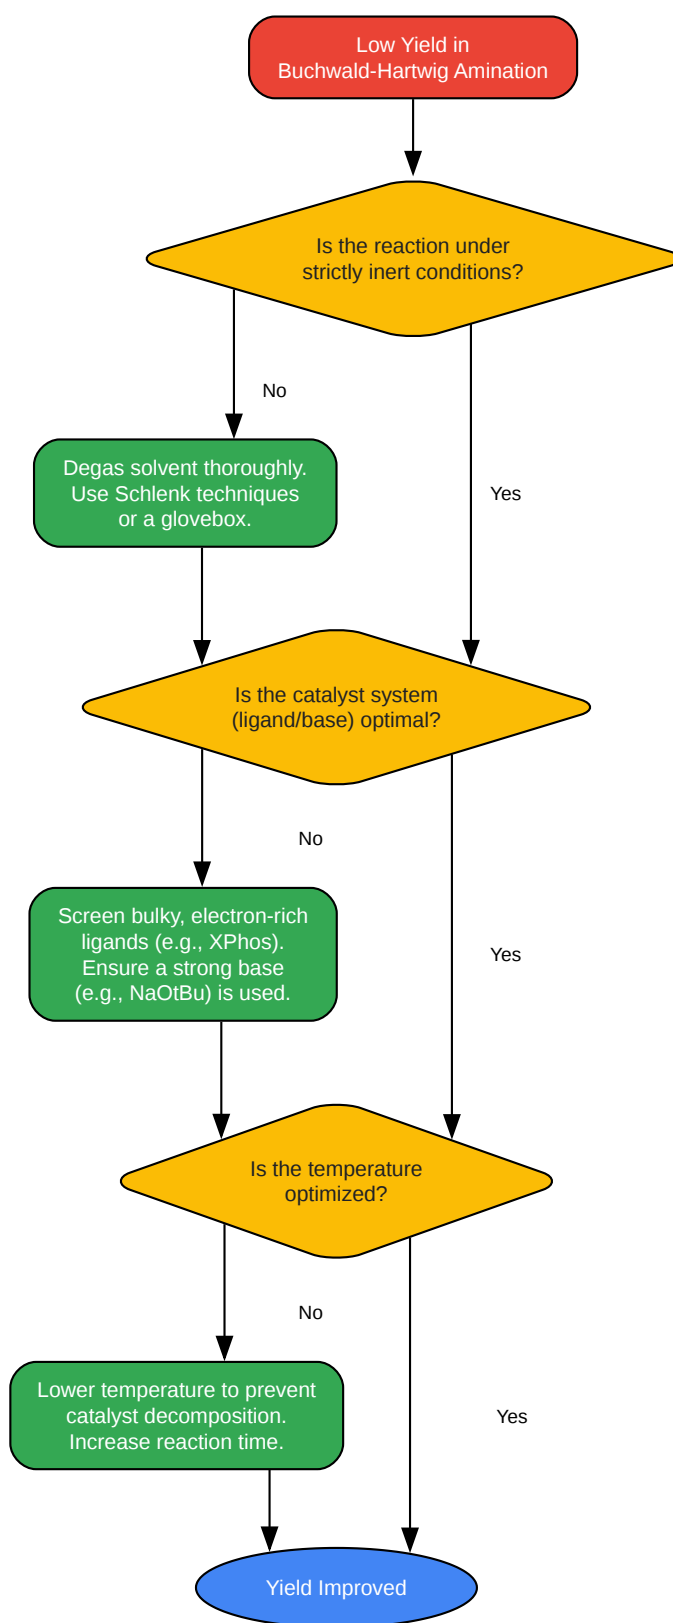 Low Yield in
Buchwald-Hartwig Amination
Is the reaction under
strictly inert conditions?
No
Degas solvent thoroughly.
Use Schlenk techniques
or a glovebox.
Yes
Is the catalyst system
(ligand/base) optimal?
No
Screen bulky, electron-rich
ligands (e.g., XPhos).
Ensure a strong base
(e.g., NaOtBu) is used.
Yes
Is the temperature
optimized?
No
Lower temperature to prevent
catalyst decomposition.
Increase reaction time.
Yes
Yield Improved